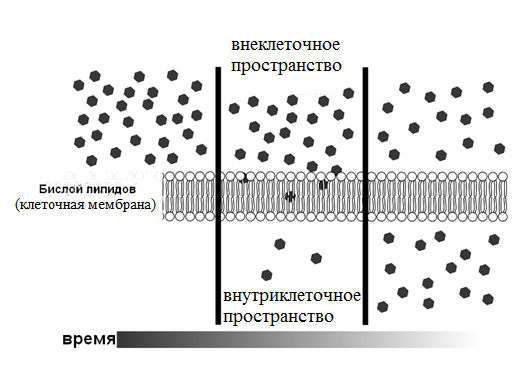 внеклеточное
пространство
Бислой липидов
(клеточная мембрана)
внутриклеточное
пространство
время